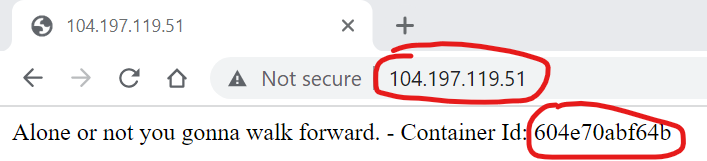 104.197.119.51
Not secure 104.197.119.51
Alone or not you gonna walk forward. - Container Id: 604e70abf64b